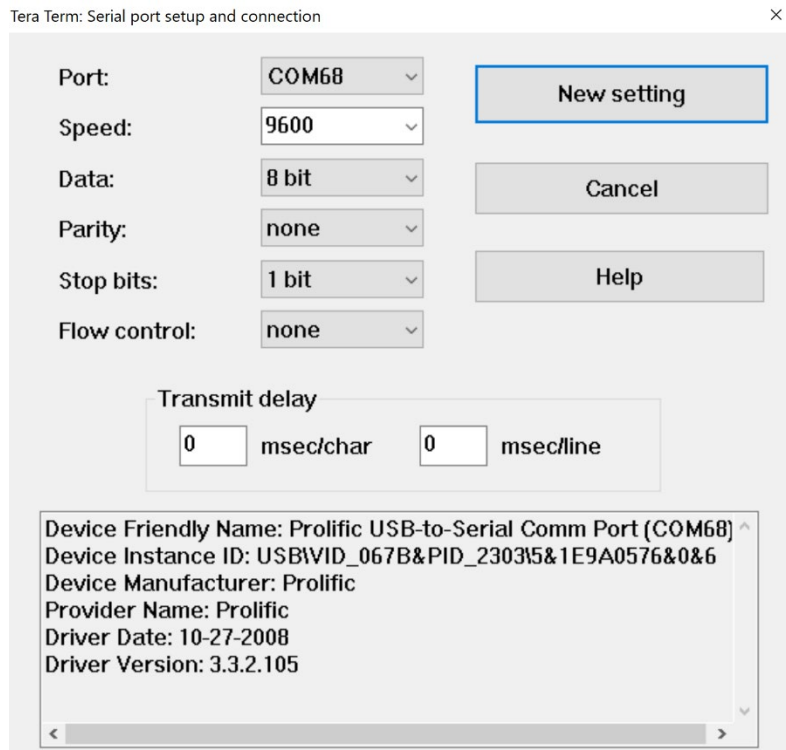 Tera Term: Serial port setup and connection
Port: COM68 New setting
Speed: 9600
Data: 8 bit Cancel
Parity: none
Stop bits: 1 bit Help
Flow control: none
Transmit delay
0 msec/char 0 msec/line
Device Friendly Name: Prolific USB-to-Serial Comm Port (COM68)
Device Instance ID: USB\VID_067B&PID_2303\5&1E9A0576&0&6
Device Manufacturer: Prolific
Provider Name: Prolific
Driver Date: 10-27-2008
Driver Version: 3.3.2.105